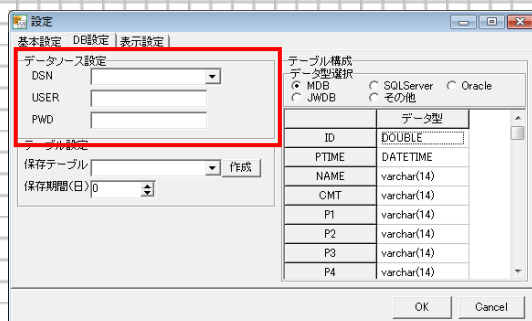 設定
基本設定 DB設定 表示設定
データソース設定
DSN
USER
PWD
テーブル設定
保存テーブル 作成
保存期間(日) 0
テーブル構成
データ型選択
MDB SQLServer Oracle
JWDB その他
データ型
ID DOUBLE
PTIME DATETIME
NAME varchar(14)
CMT varchar(14)
P1 varchar(14)
P2 varchar(14)
P3 varchar(14)
P4 varchar(14)
OK Cancel